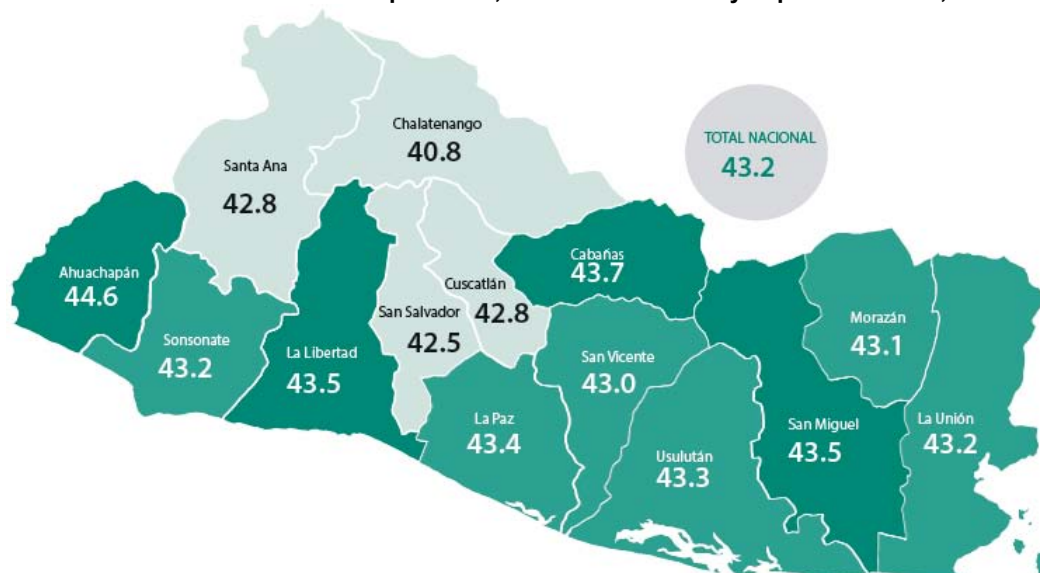 Chalatenango
40.8
TOTAL NACIONAL
43.2
Santa Ana
42.8
Ahuachapán
44.6
Sonsonate
43.2
La Libertad
43.5
San Salvador
42.5
Cuscatlán
42.8
Cabañas
43.7
La Paz
43.4
San Vicente
43.0
Usulután
43.3
San Miguel
43.5
Morazán
43.1
La Unión
43.2